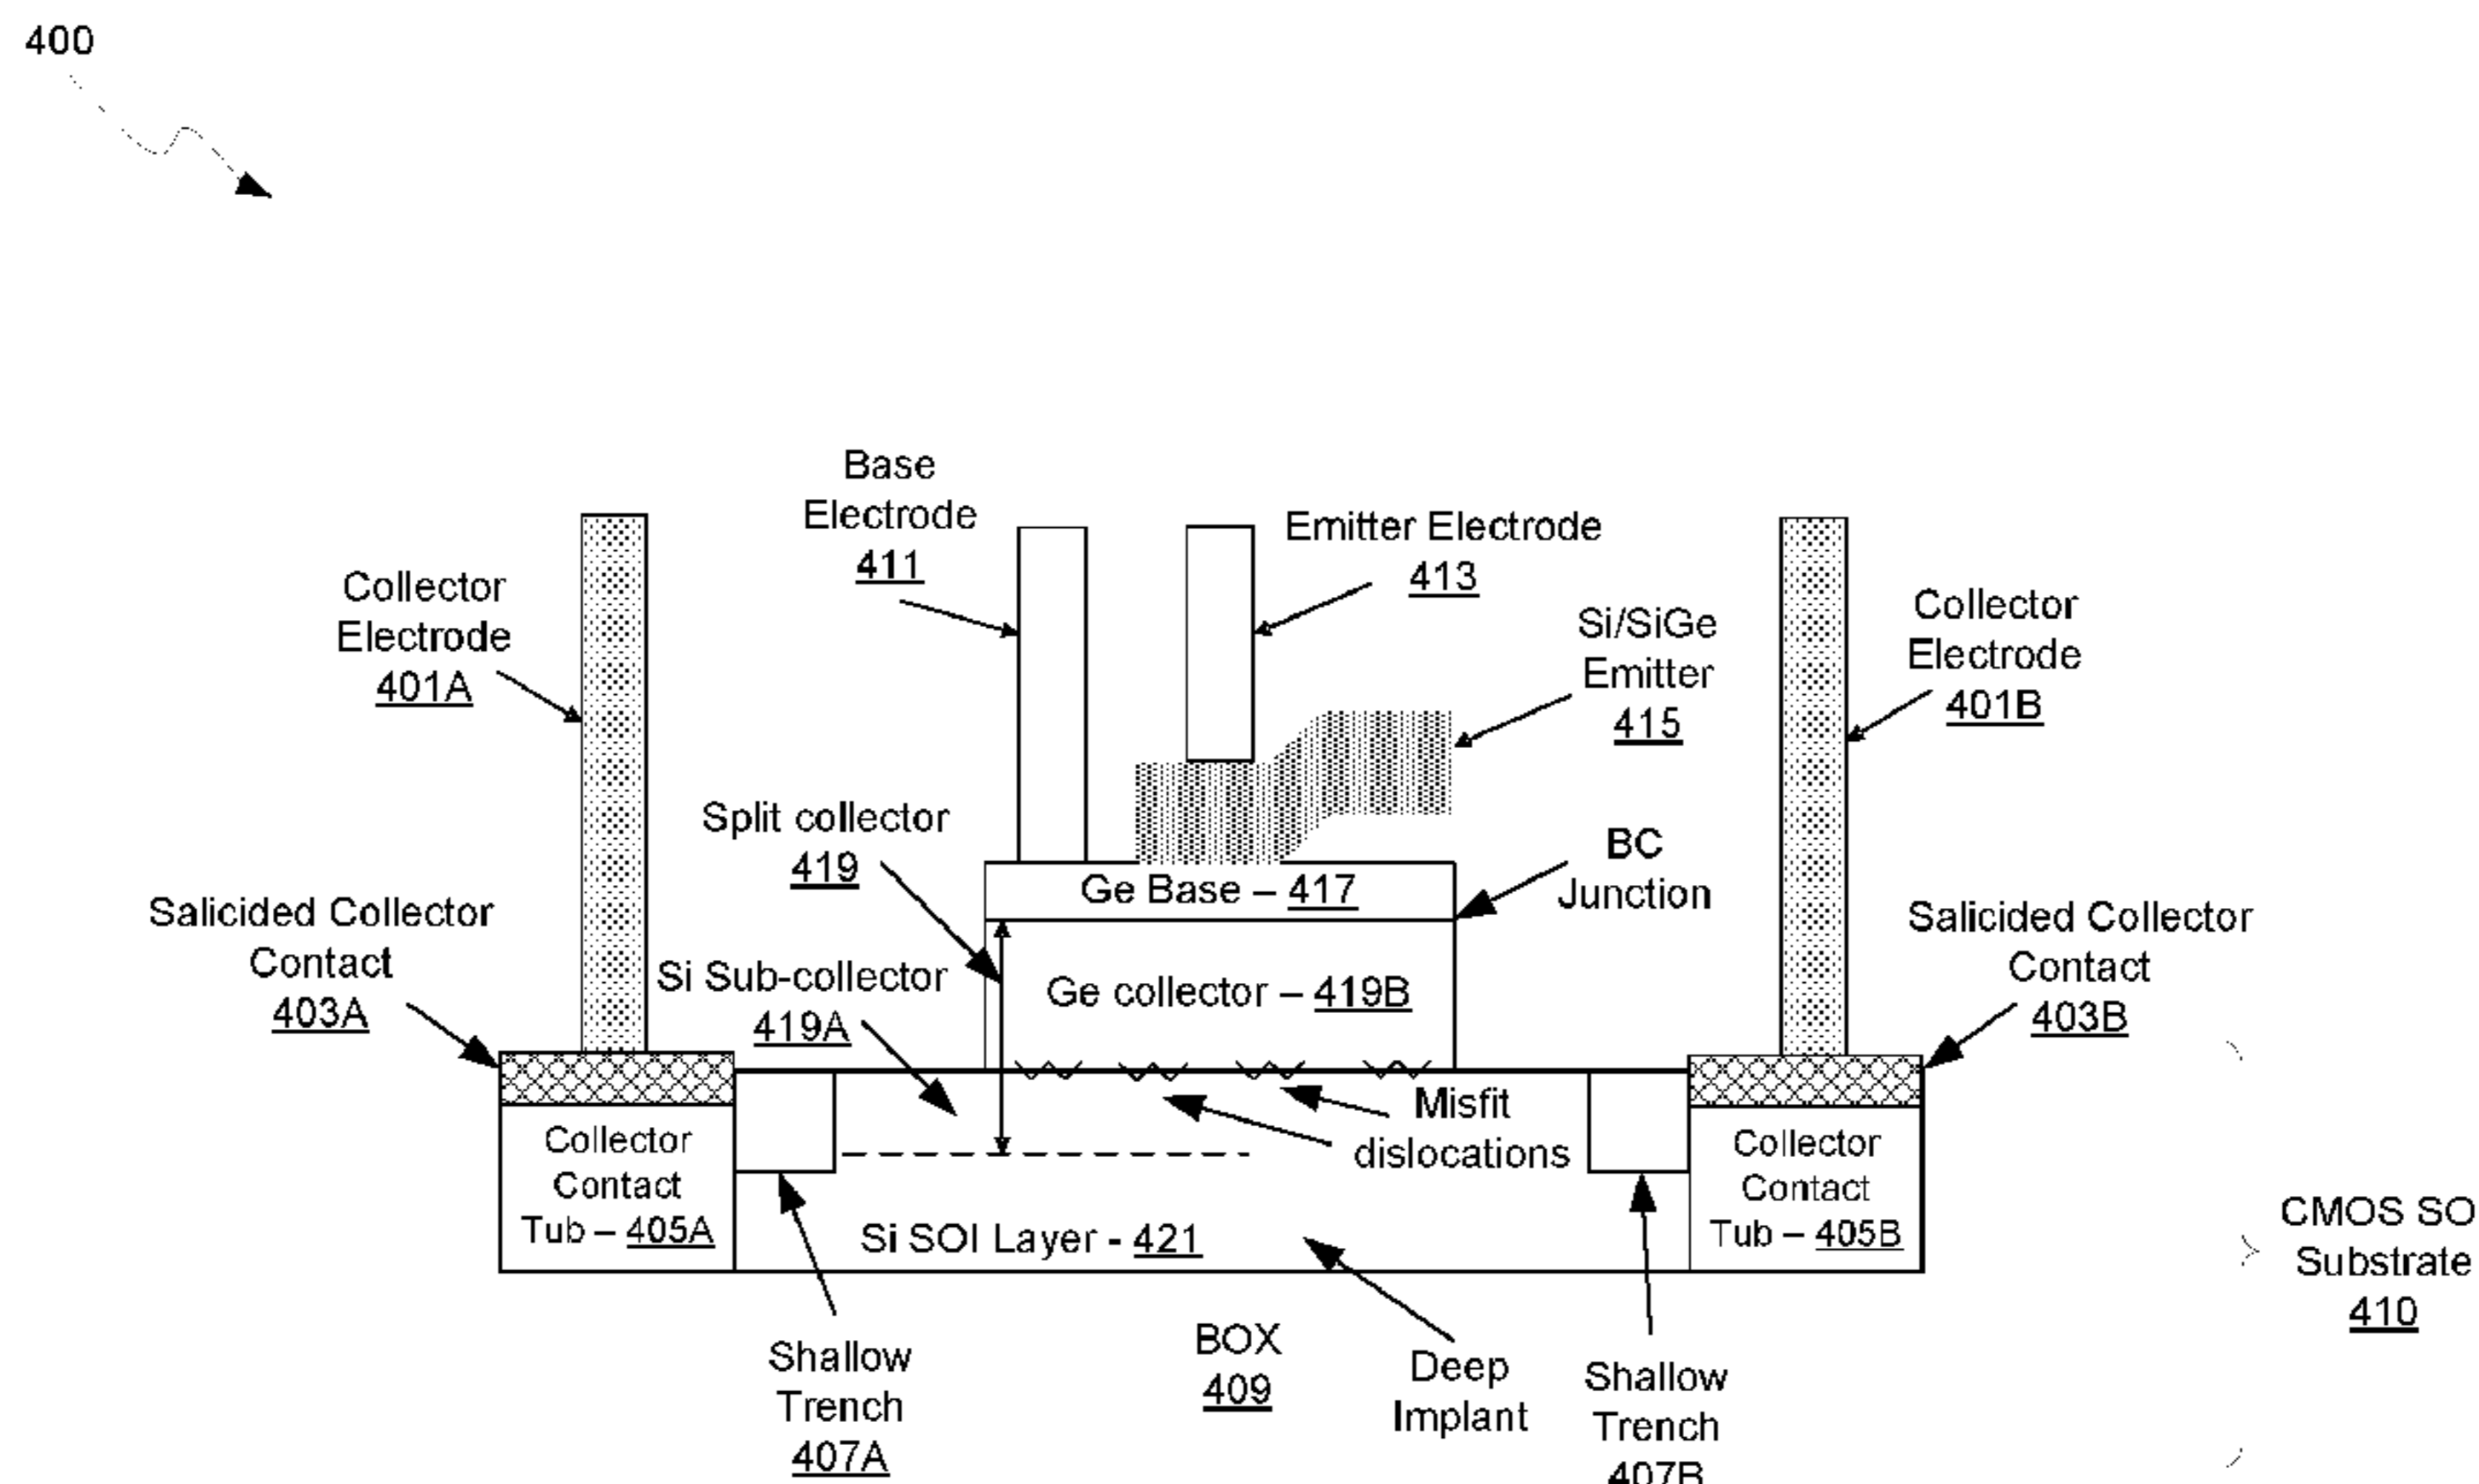 400
Base
Electrode
411
Emitter Electrode
413
Collector
Electrode
401A
Si/SiGe
Emitter
415
Collector
Electrode
401B
Split collector
419
BC
Junction
Ge Base – 417
Salicided Collector
Contact
403A
Si Sub-collector
419A
Ge collector – 419B
Salicided Collector
Contact
403B
Misfit
dislocations
Collector
Contact
Tub – 405A
Collector
Contact
Tub – 405B
Si SOI Layer - 421
CMOS SO
Substrate
410
Shallow
Trench
407A
BOX
409
Deep
Implant
Shallow
Trench
407B